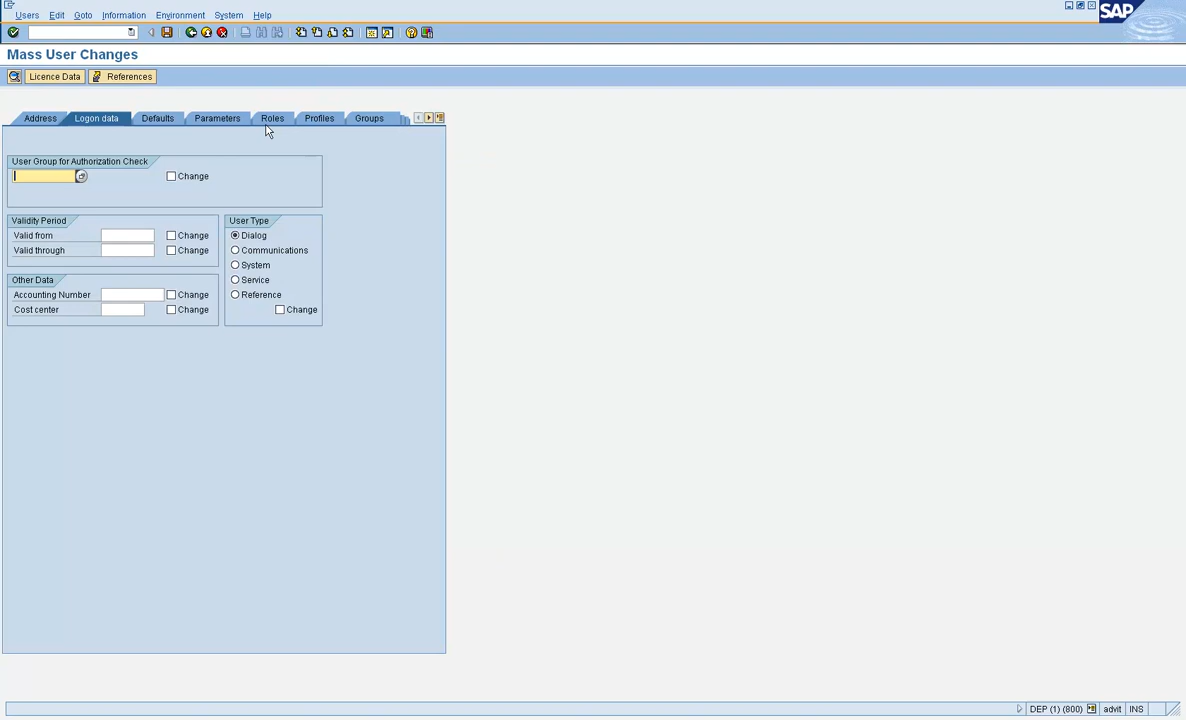 Users Edit Goto Information Environment System Help
SAP
Mass User Changes
Licence Data References
Address Logon data Defaults Parameters Roles Profiles Groups
User Group for Authorization Check
Change
Validity Period
Valid from Change
Valid through Change
User Type
Dialog
Communications
System
Service
Reference
Change
Other Data
Accounting Number Change
Cost center Change
DEP (1) (800) advit INS